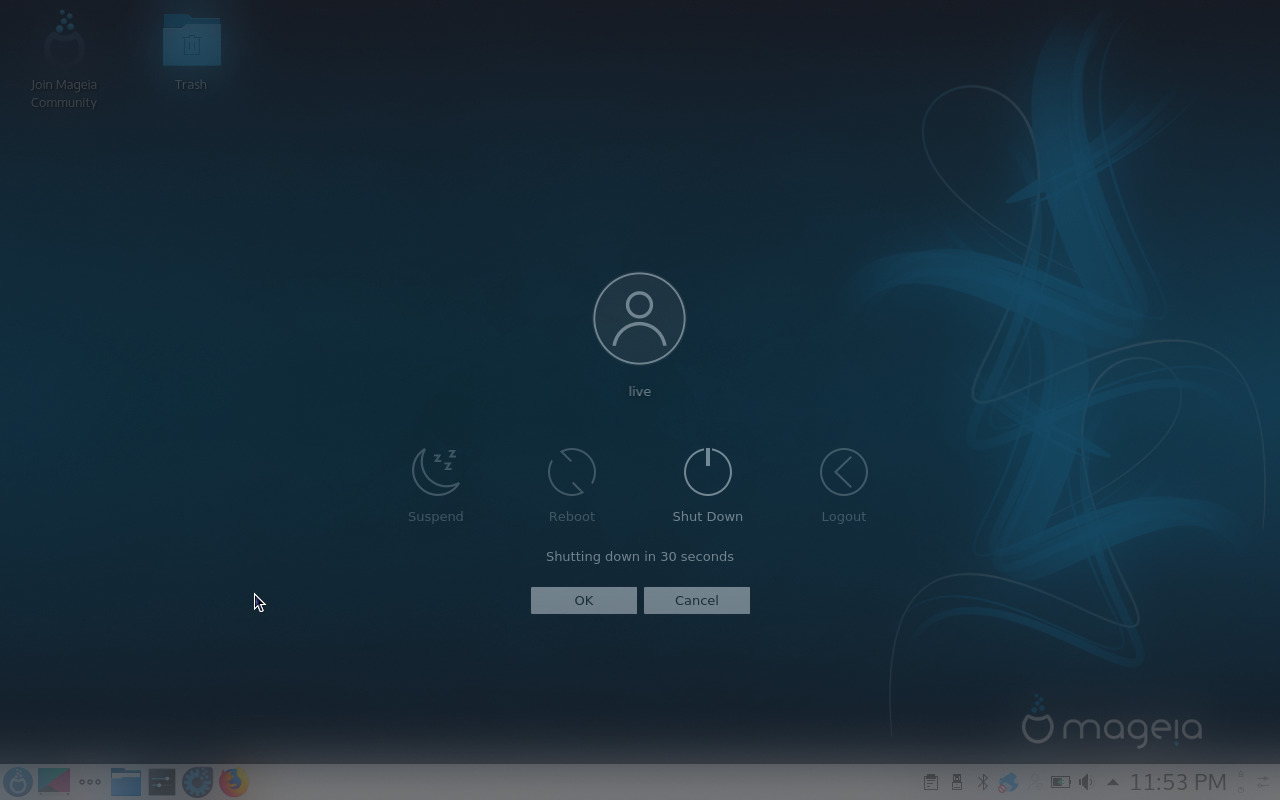 Join Mageia
Community
Trash
live
Suspend
Reboot
Shut Down
Logout
Shutting down in 30 seconds
OK
Cancel
mageia
11:53 PM